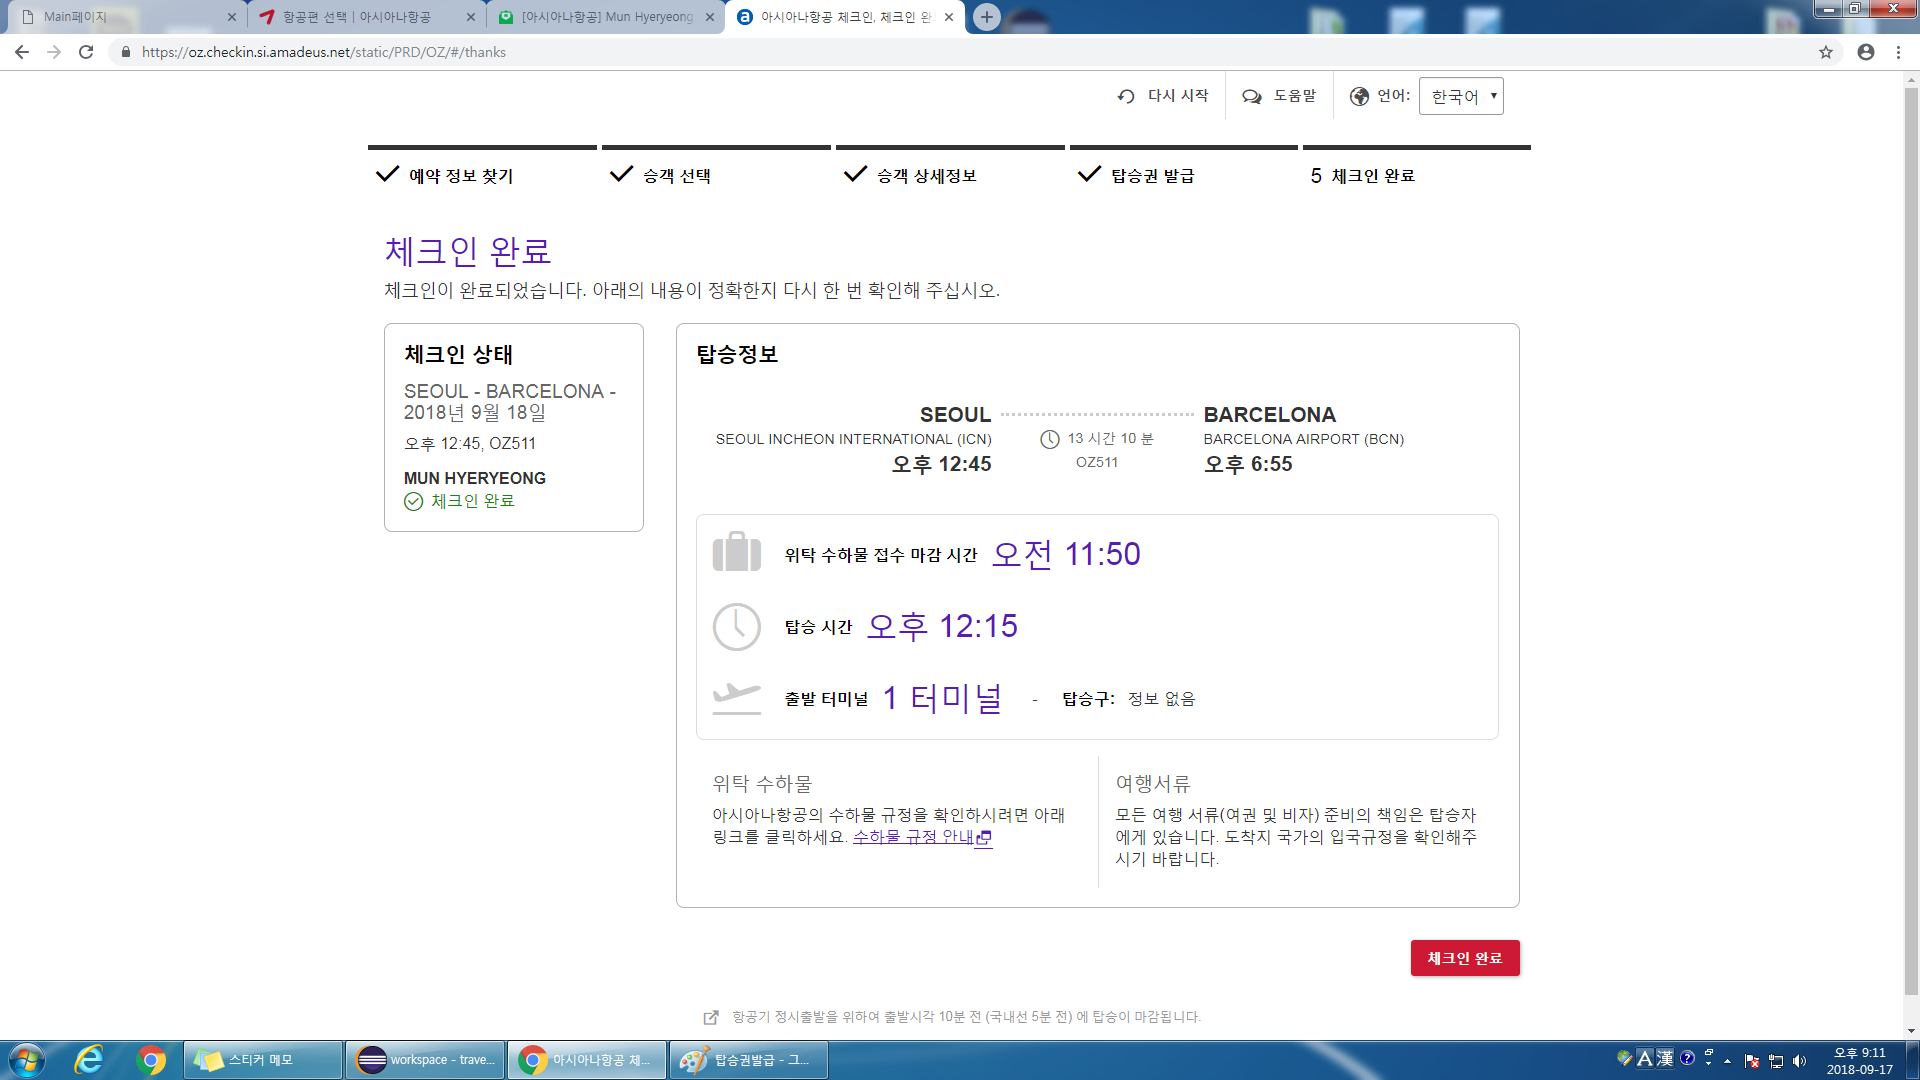 Main페이지
항공편 선택 | 아시아나항공
[아시아나항공] Mun Hyeryeong
아시아나항공 체크인, 체크인 완
https://oz.checkin.si.amadeus.net/static/PRD/OZ/#/thanks
다시 시작
도움말
언어:
한국어
예약 정보 찾기
승객 선택
승객 상세정보
탑승권 발급
5 체크인 완료
체크인 완료
체크인이 완료되었습니다. 아래의 내용이 정확한지 다시 한 번 확인해 주십시오.
체크인 상태
SEOUL - BARCELONA -
2018년 9월 18일
오후 12:45, OZ511
MUN HYERYEONG
체크인 완료
탑승정보
SEOUL
SEOUL INCHEON INTERNATIONAL (ICN)
오후 12:45
13 시간 10 분
OZ511
BARCELONA
BARCELONA AIRPORT (BCN)
오후 6:55
위탁 수하물 접수 마감 시간 오전 11:50
탑승 시간 오후 12:15
출발 터미널 1 터미널 - 탑승구: 정보 없음
위탁 수하물
아시아나항공의 수하물 규정을 확인하시려면 아래
링크를 클릭하세요. 수하물 규정 안내
여행서류
모든 여행 서류(여권 및 비자) 준비의 책임은 탑승자
에게 있습니다. 도착지 국가의 입국규정을 확인해주
시기 바랍니다.
체크인 완료
항공기 정시출발을 위하여 출발시각 10분 전 (국내선 5분 전) 에 탑승이 마감됩니다.
스티커 메모
workspace - trave...
아시아나항공 체...
탑승권발급 - 그...
A 漢
오후 9:11
2018-09-17